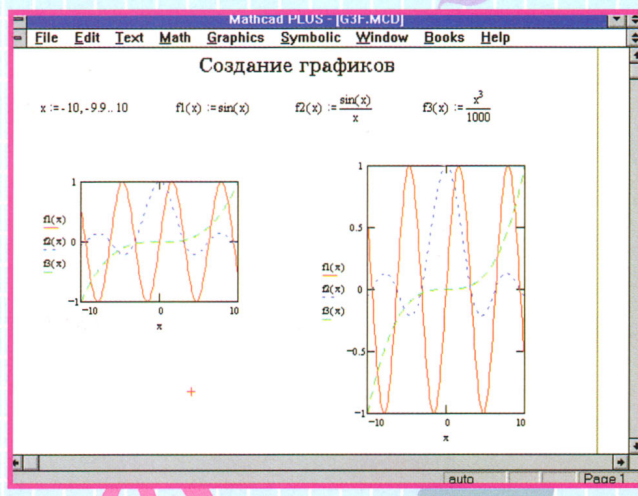 Mathcad PLUS - [G3F.MCD]
File Edit Text Math Graphics Symbolic Window Books Help
Создание графиков
x := -10, -9.9 .. 10 f1(x) := sin(x) f2(x) := sin(x)/x f3(x) := x³/1000
1
f1(x)
f2(x)
0
f3(x)
-1
-10 0 10
x
1
0.5
f1(x)
f2(x)
0
f3(x)
-0.5
-1
-10 0 10
x
auto Page 1